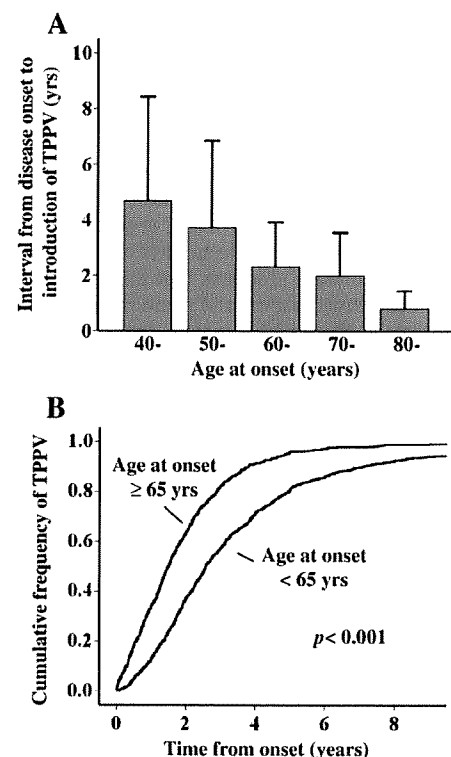 A
Interval from disease onset to
introduction of TPPV (yrs)
10
8
6
4
2
0
40- 50- 60- 70- 80-
Age at onset (years)
B
Cumulative frequency of TPPV
1.0
0.8
0.6
0.4
0.2
0.0
Age at onset
≥ 65 yrs
Age at onset
< 65 yrs
p< 0.001
0 2 4 6 8
Time from onset (years)